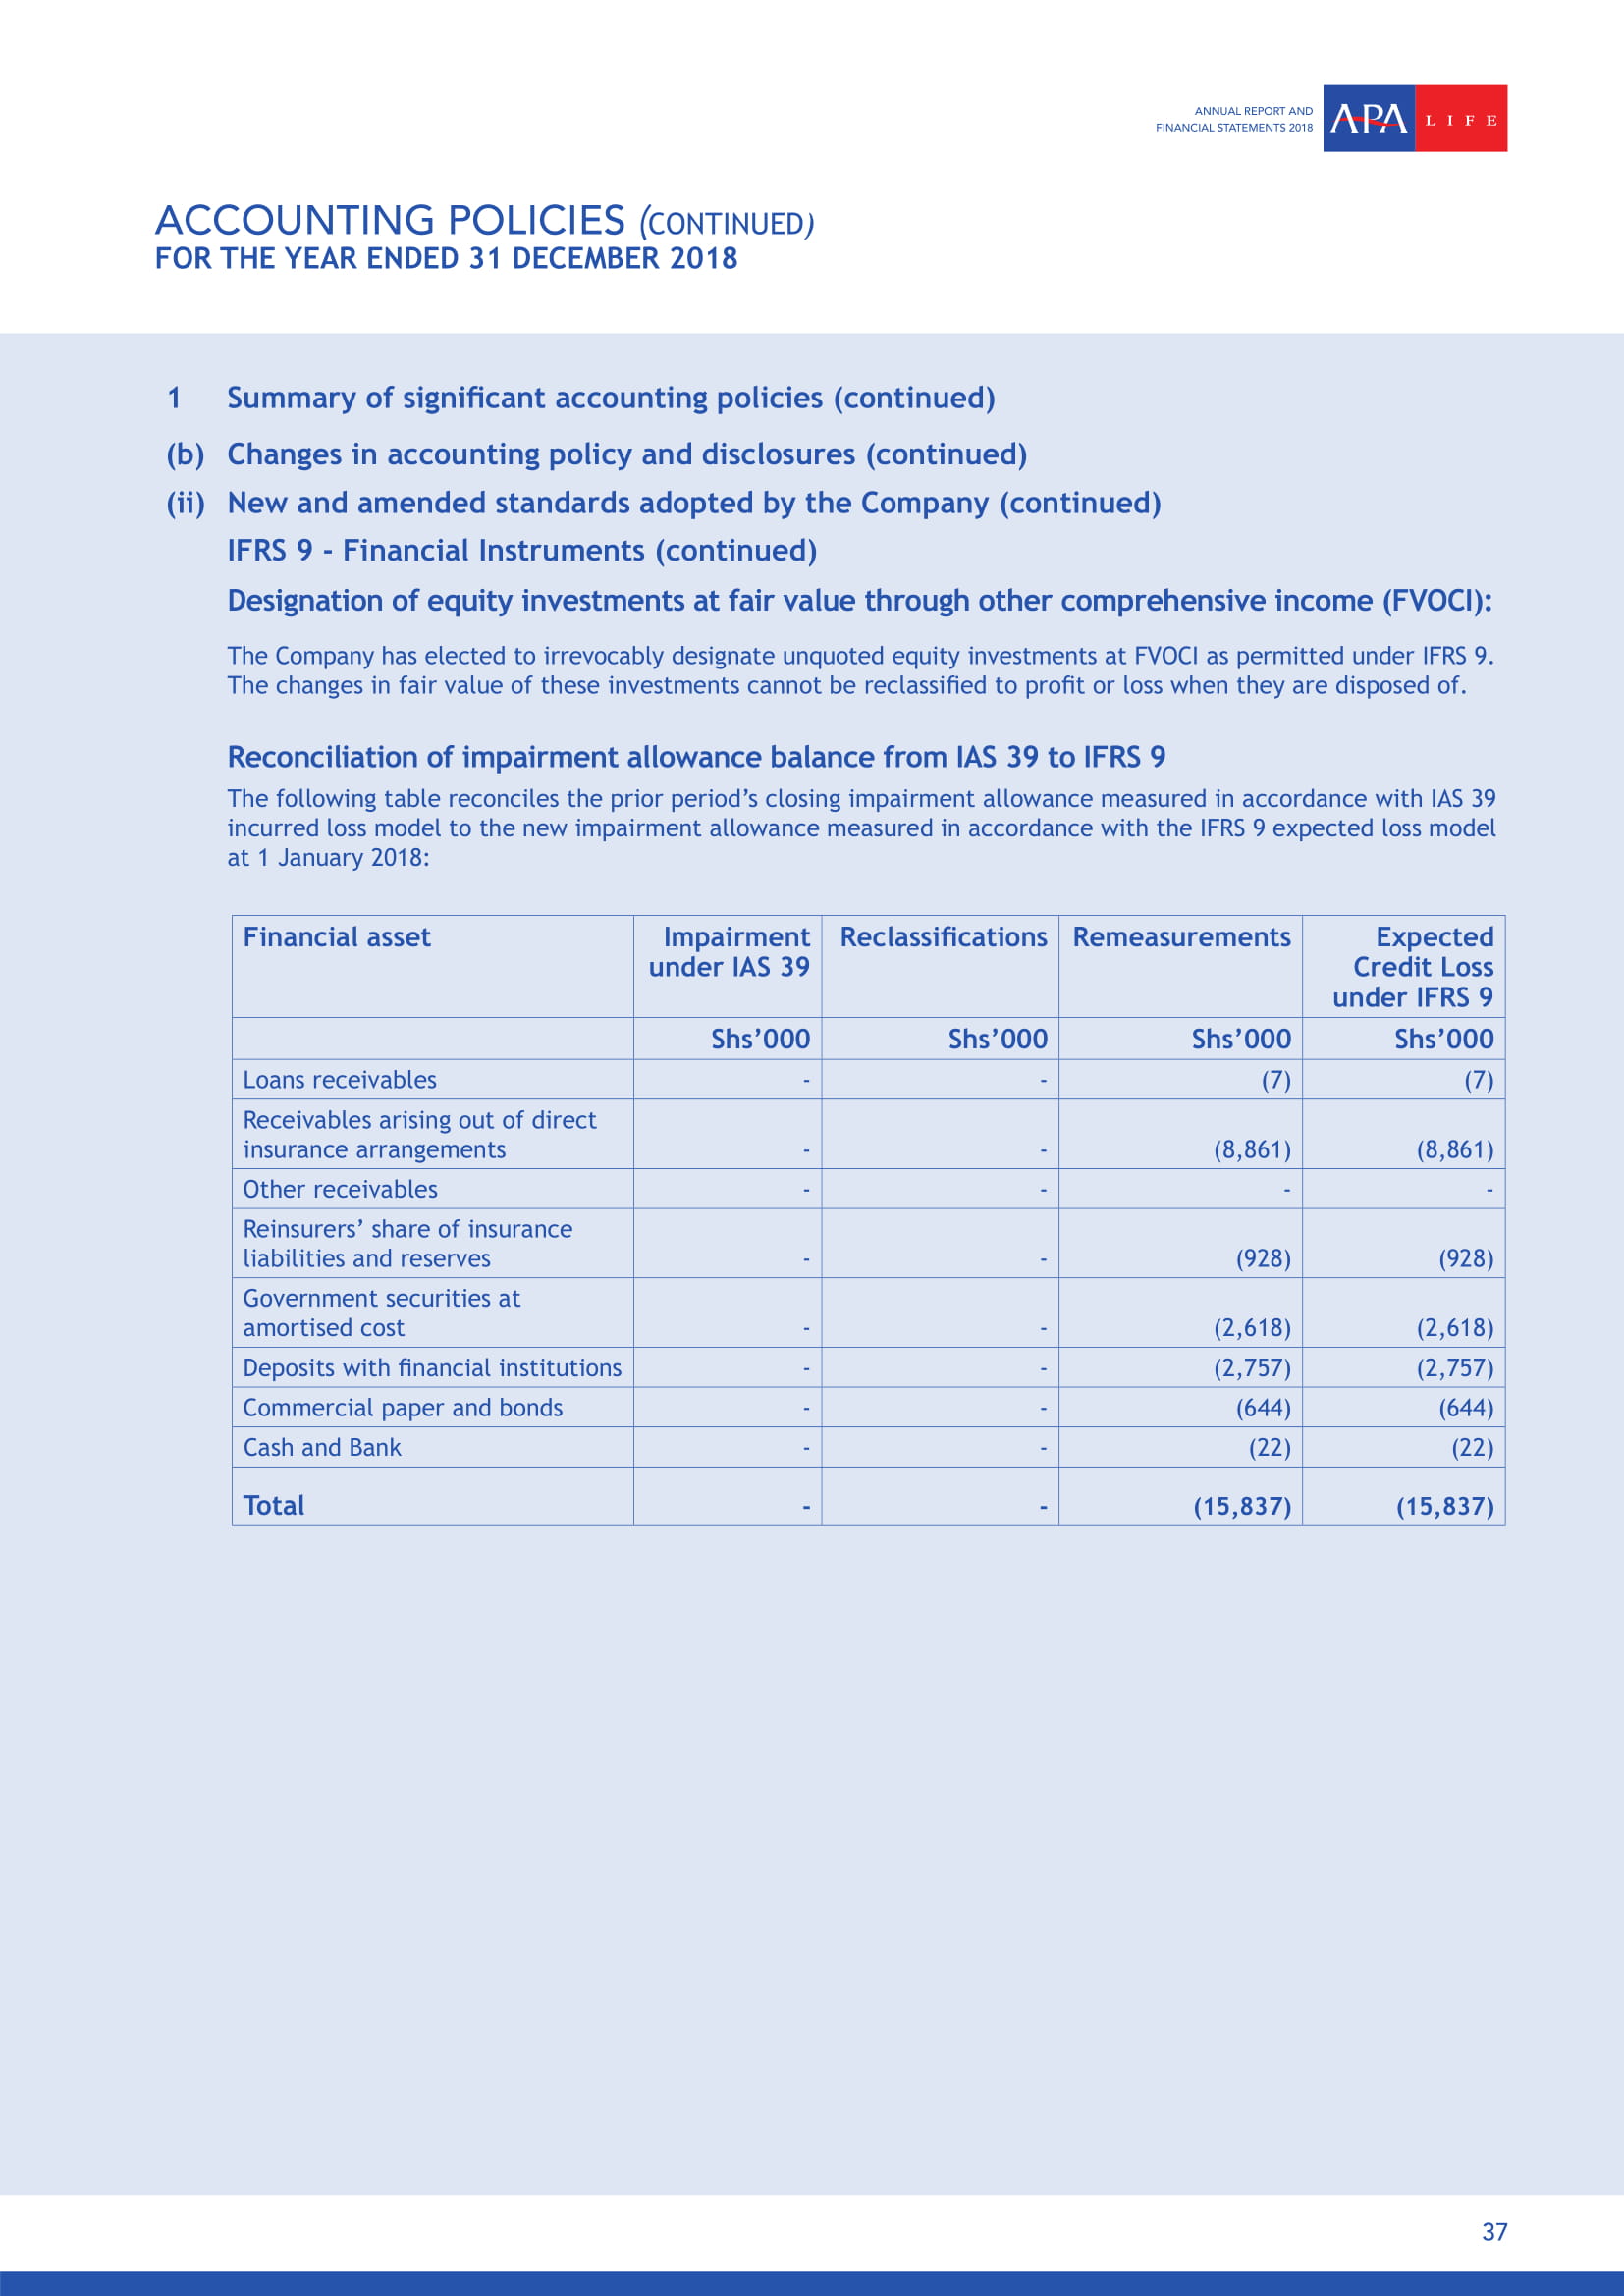 ANNUAL REPORT AND
FINANCIAL STATEMENTS 2018
APA LIFE
ACCOUNTING POLICIES (CONTINUED)
FOR THE YEAR ENDED 31 DECEMBER 2018
1 Summary of significant accounting policies (continued)
(b) Changes in accounting policy and disclosures (continued)
(ii) New and amended standards adopted by the Company (continued)
IFRS 9 - Financial Instruments (continued)
Designation of equity investments at fair value through other comprehensive income (FVOCI):
The Company has elected to irrevocably designate unquoted equity investments at FVOCI as permitted under IFRS 9.
The changes in fair value of these investments cannot be reclassified to profit or loss when they are disposed of.
Reconciliation of impairment allowance balance from IAS 39 to IFRS 9
The following table reconciles the prior period’s closing impairment allowance measured in accordance with IAS 39
incurred loss model to the new impairment allowance measured in accordance with the IFRS 9 expected loss model
at 1 January 2018:
Financial asset Impairment Reclassifications Remeasurements Expected
under IAS 39 Credit Loss
under IFRS 9
Shs’000 Shs’000 Shs’000 Shs’000
Loans receivables - - (7) (7)
Receivables arising out of direct
insurance arrangements - - (8,861) (8,861)
Other receivables - - - -
Reinsurers’ share of insurance
liabilities and reserves - - (928) (928)
Government securities at
amortised cost - - (2,618) (2,618)
Deposits with financial institutions - - (2,757) (2,757)
Commercial paper and bonds - - (644) (644)
Cash and Bank - - (22) (22)
Total - - (15,837) (15,837)
37